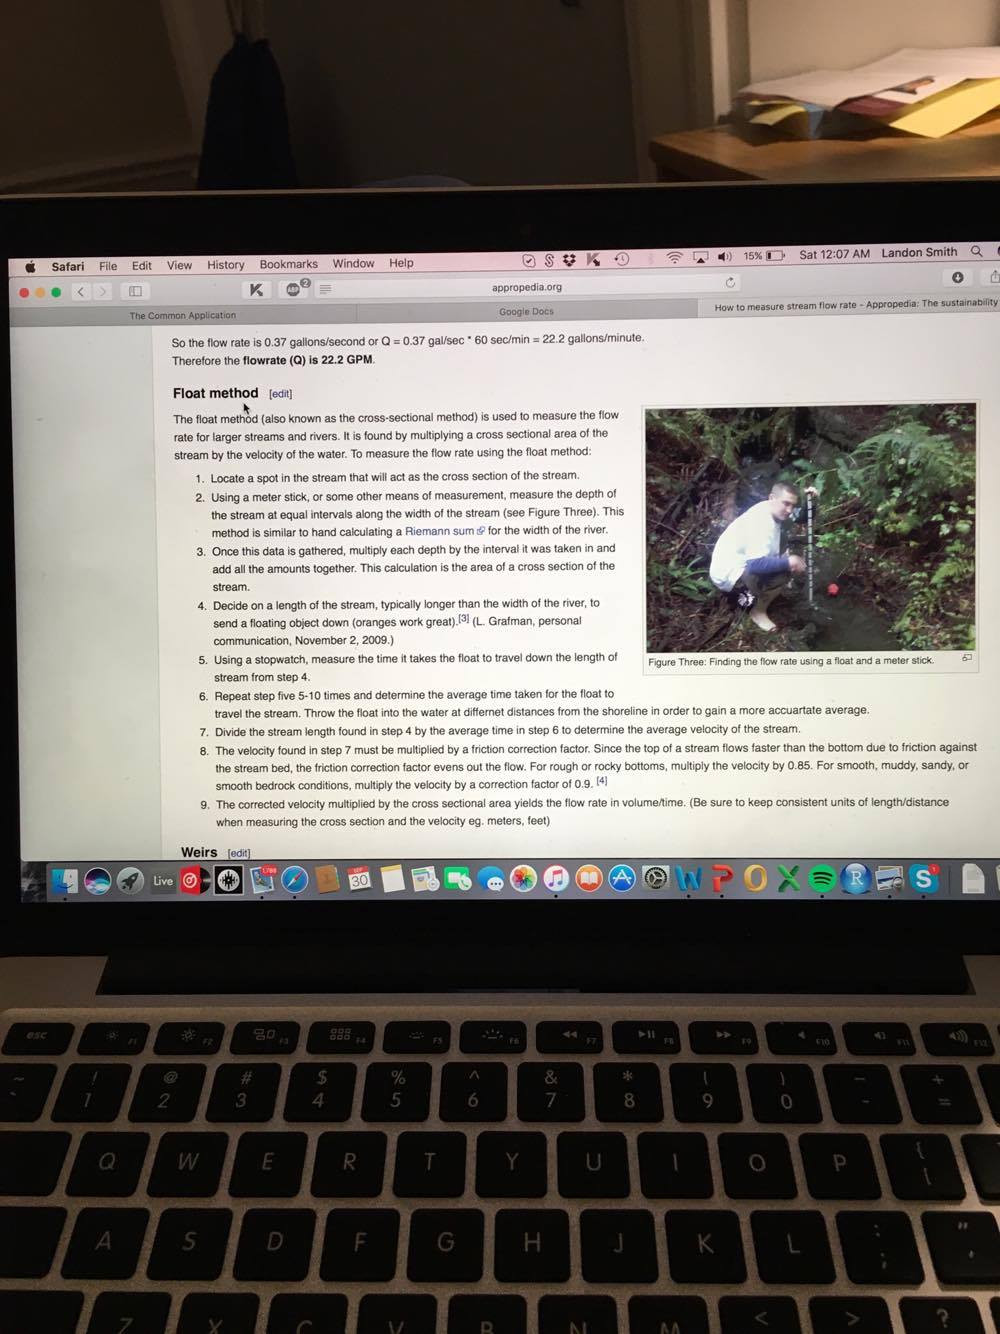 Safari File Edit View History Bookmarks Window Help 15% Sat 12:07 AM Landon Smith
ABP 2 appropedia.org
The Common Application Google Docs How to measure stream flow rate - Appropedia: The sustainability
So the flow rate is 0.37 gallons/second or Q = 0.37 gal/sec * 60 sec/min = 22.2 gallons/minute.
Therefore the flowrate (Q) is 22.2 GPM.
Float method [edit]
The float method (also known as the cross-sectional method) is used to measure the flow
rate for larger streams and rivers. It is found by multiplying a cross sectional area of the
stream by the velocity of the water. To measure the flow rate using the float method:
1. Locate a spot in the stream that will act as the cross section of the stream.
2. Using a meter stick, or some other means of measurement, measure the depth of
the stream at equal intervals along the width of the stream (see Figure Three). This
method is similar to hand calculating a Riemann sum for the width of the river.
3. Once this data is gathered, multiply each depth by the interval it was taken in and
add all the amounts together. This calculation is the area of a cross section of the
stream.
4. Decide on a length of the stream, typically longer than the width of the river, to
send a floating object down (oranges work great).[3] (L. Grafman, personal
communication, November 2, 2009.)
5. Using a stopwatch, measure the time it takes the float to travel down the length of
stream from step 4.
Figure Three: Finding the flow rate using a float and a meter stick.
6. Repeat step five 5-10 times and determine the average time taken for the float to
travel the stream. Throw the float into the water at differnet distances from the shoreline in order to gain a more accuartate average.
7. Divide the stream length found in step 4 by the average time in step 6 to determine the average velocity of the stream.
8. The velocity found in step 7 must be multiplied by a friction correction factor. Since the top of a stream flows faster than the bottom due to friction against
the stream bed, the friction correction factor evens out the flow. For rough or rocky bottoms, multiply the velocity by 0.85. For smooth, muddy, sandy, or
smooth bedrock conditions, multiply the velocity by a correction factor of 0.9. [4]
9. The corrected velocity multiplied by the cross sectional area yields the flow rate in volume/time. (Be sure to keep consistent units of length/distance
when measuring the cross section and the velocity eg. meters, feet)
Weirs [edit]
Live SEP 30 W P O X R S 1
esc F1 F2 F3 F4 F5 F6 F7 F8 F9 F10 F11 F12
~ ! @ # $ % ^ & * ( ) _ +
` 1 2 3 4 5 6 7 8 9 0 - =
Q W E R T Y U I O P { [
A S D F G H J K L : ; " '
Z X C V B N M < > ?